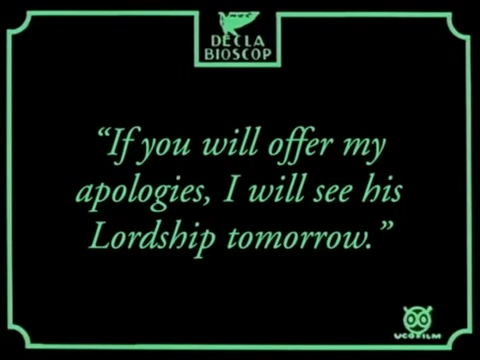 DECLA
BIOSCOP
“If you will offer my
apologies, I will see his
Lordship tomorrow.”
UCOFILM